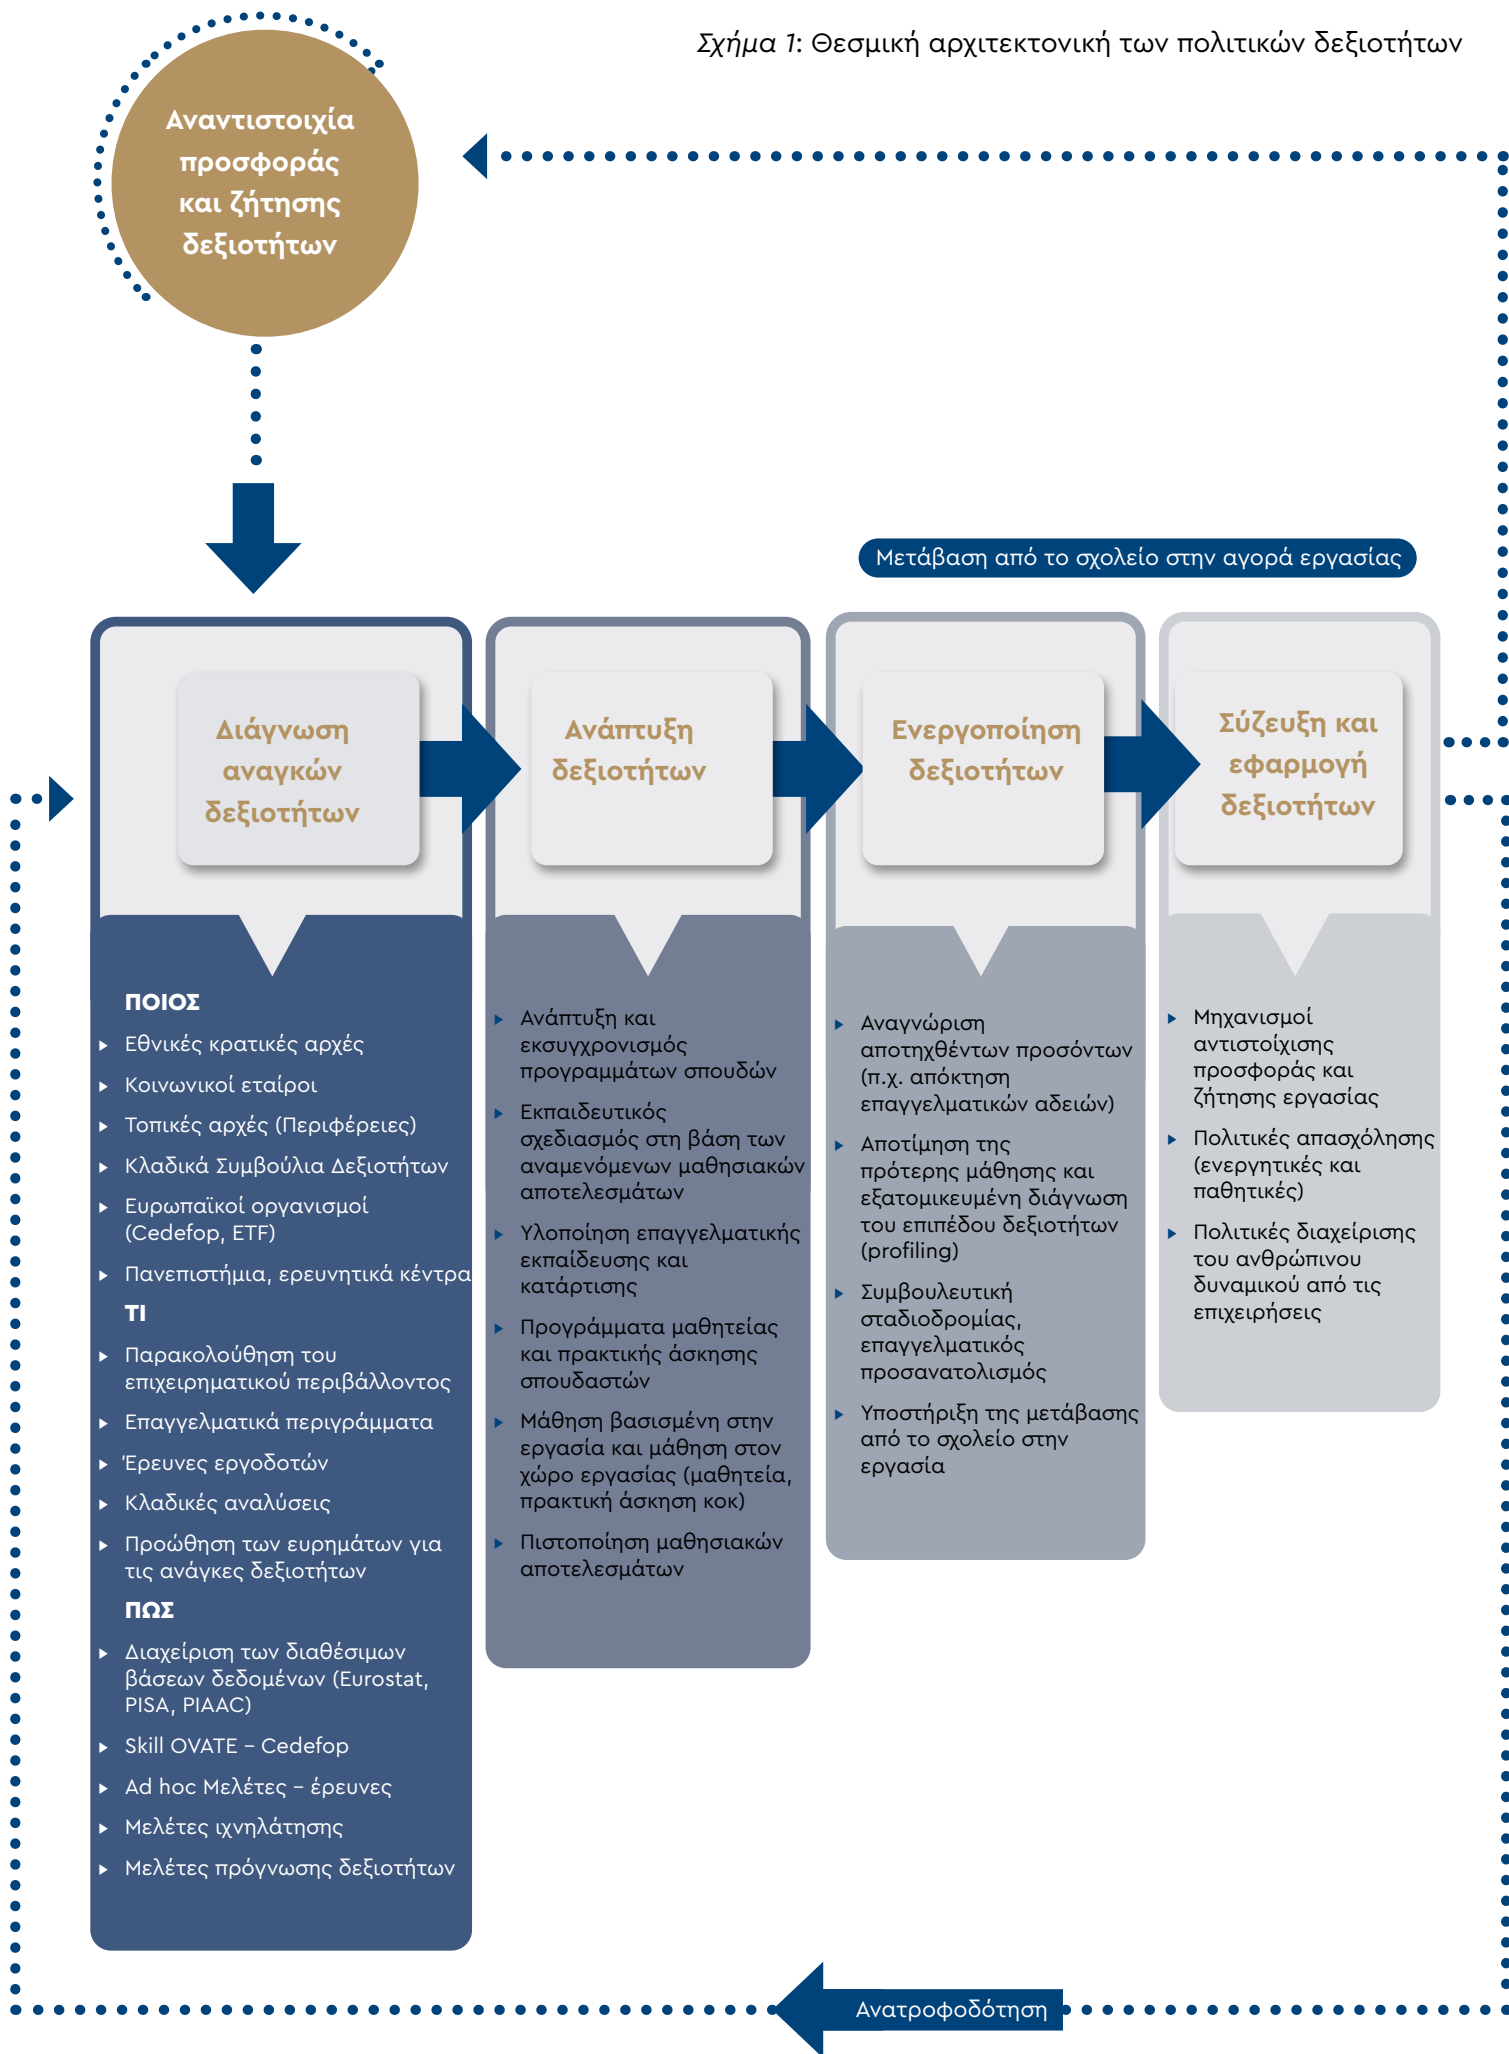 Σχήμα 1: Θεσμική αρχιτεκτονική των πολιτικών δεξιοτήτων
Αναντιστοιχία
προσφοράς
και ζήτησης
δεξιοτήτων
Μετάβαση από το σχολείο στην αγορά εργασίας
Διάγνωση
αναγκών
δεξιοτήτων
ΠΟΙΟΣ
Εθνικές κρατικές αρχές
Κοινωνικοί εταίροι
Τοπικές αρχές (Περιφέρειες)
Κλαδικά Συμβούλια Δεξιοτήτων
Ευρωπαϊκοί οργανισμοί
(Cedefop, ETF)
Πανεπιστήμια, ερευνητικά κέντρα
ΤΙ
Παρακολούθηση του
επιχειρηματικού περιβάλλοντος
Επαγγελματικά περιγράμματα
Έρευνες εργοδοτών
Κλαδικές αναλύσεις
Προώθηση των ευρημάτων για
τις ανάγκες δεξιοτήτων
ΠΩΣ
Διαχείριση των διαθέσιμων
βάσεων δεδομένων (Eurostat,
PISA, PIAAC)
Skill OVATE – Cedefop
Ad hoc Μελέτες – έρευνες
Μελέτες ιχνηλάτησης
Μελέτες πρόγνωσης δεξιοτήτων
Ανάπτυξη
δεξιοτήτων
Ανάπτυξη και
εκσυγχρονισμός
προγραμμάτων σπουδών
Εκπαιδευτικός
σχεδιασμός στη βάση των
αναμενόμενων μαθησιακών
αποτελεσμάτων
Υλοποίηση επαγγελματικής
εκπαίδευσης και
κατάρτισης
Προγράμματα μαθητείας
και πρακτικής άσκησης
σπουδαστών
Μάθηση βασισμένη στην
εργασία και μάθηση στον
χώρο εργασίας (μαθητεία,
πρακτική άσκηση κοκ)
Πιστοποίηση μαθησιακών
αποτελεσμάτων
Ενεργοποίηση
δεξιοτήτων
Αναγνώριση
αποτηχθέντων προσόντων
(π.χ. απόκτηση
επαγγελματικών αδειών)
Αποτίμηση της
πρότερης μάθησης και
εξατομικευμένη διάγνωση
του επιπέδου δεξιοτήτων
(profiling)
Συμβουλευτική
σταδιοδρομίας,
επαγγελματικός
προσανατολισμός
Υποστήριξη της μετάβασης
από το σχολείο στην
εργασία
Σύζευξη και
εφαρμογή
δεξιοτήτων
Μηχανισμοί
αντιστοίχισης
προσφοράς και
ζήτησης εργασίας
Πολιτικές απασχόλησης
(ενεργητικές και
παθητικές)
Πολιτικές διαχείρισης
του ανθρώπινου
δυναμικού από τις
επιχειρήσεις
Ανατροφοδότηση